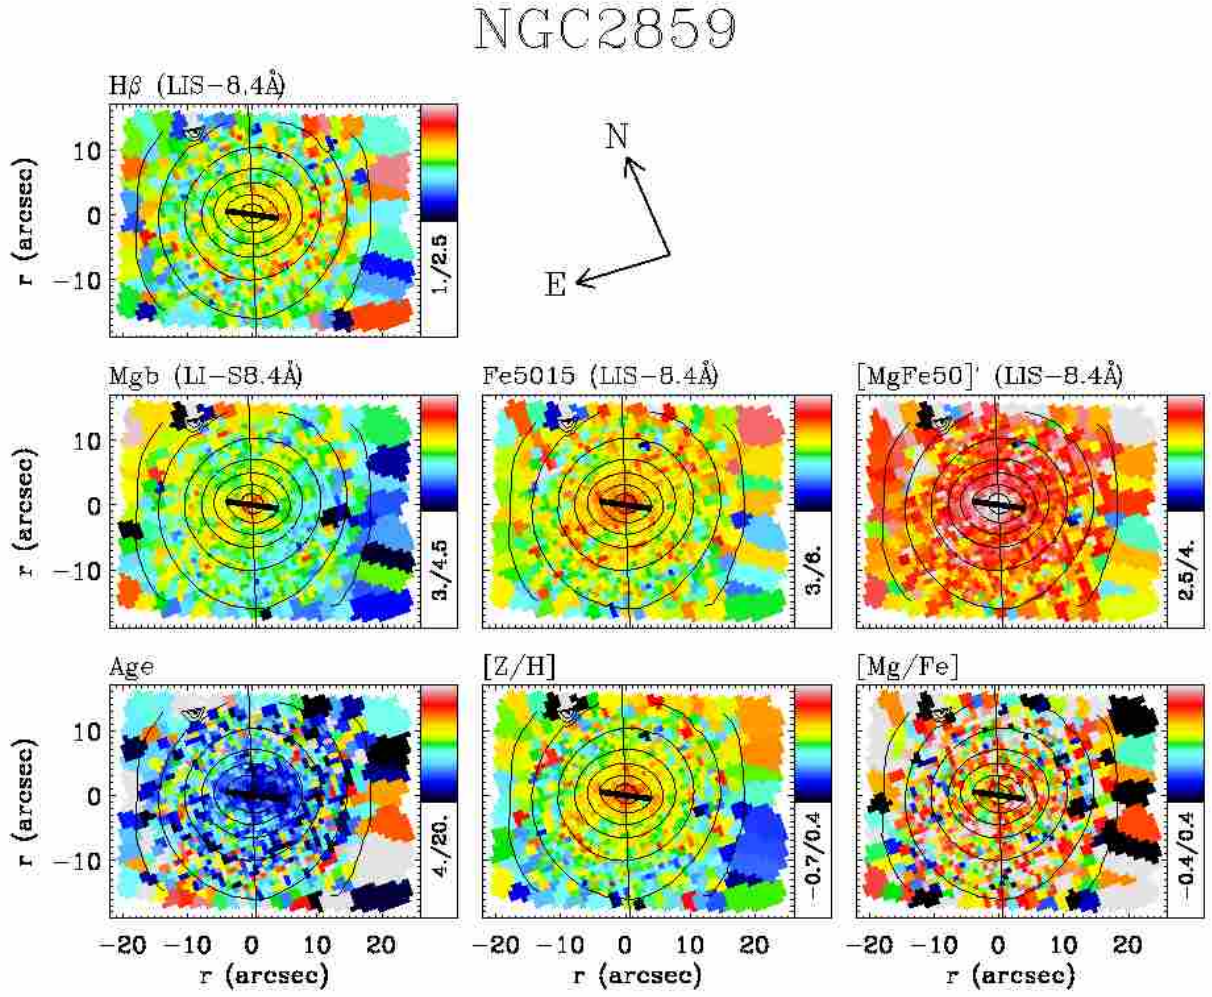 NGC2859
Hβ (LIS-8.4Å)
10
0
-10
r (arcsec)
1./2.5
N
E
Mgb (LI-S8.4Å)
Fe5015 (LIS-8.4Å)
[MgFe50]' (LIS-8.4Å)
10
0
-10
r (arcsec)
3./4.5
3./6.
2.5/4.
Age
[Z/H]
[Mg/Fe]
10
0
-10
r (arcsec)
4./20.
-0.7/0.4
-0.4/0.4
-20 -10 0 10 20
-20 -10 0 10 20
-20 -10 0 10 20
r (arcsec)
r (arcsec)
r (arcsec)